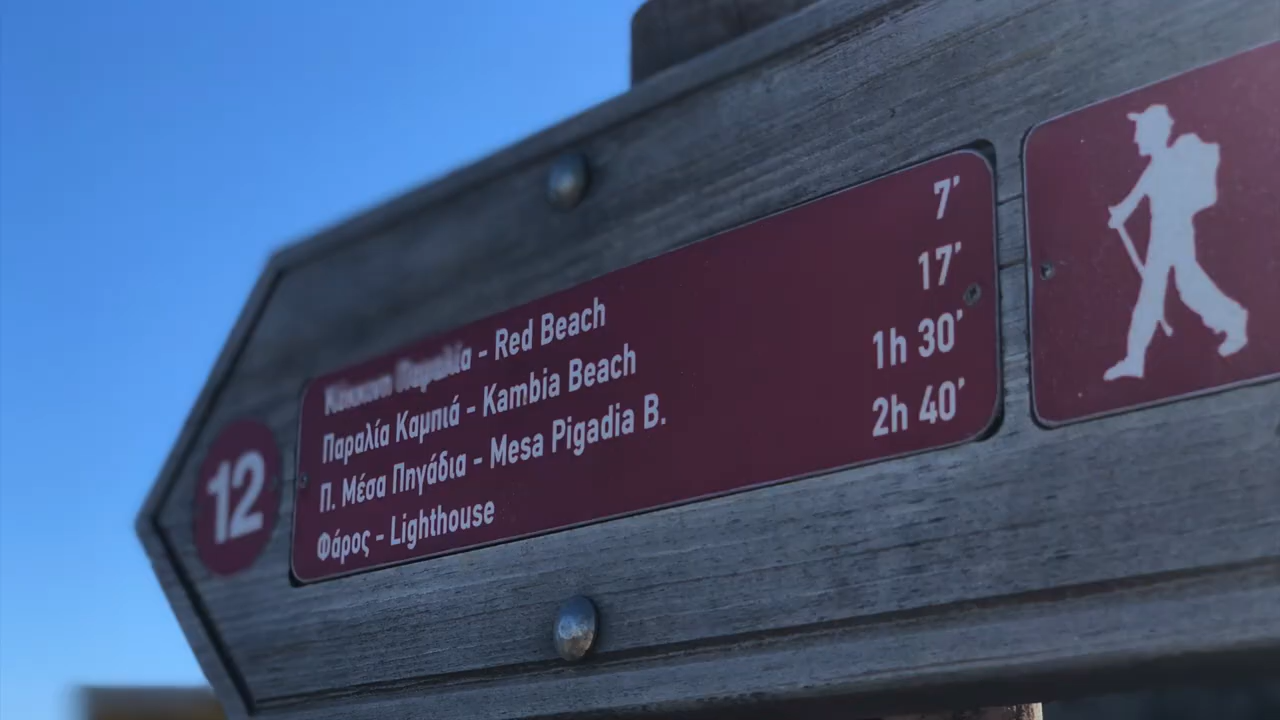 12
Παραλία - Red Beach 7'
Παραλία Καμπιά - Kambia Beach 17'
Π. Μέσα Πηγάδια - Mesa Pigadia B. 1h 30'
Φάρος - Lighthouse 2h 40'